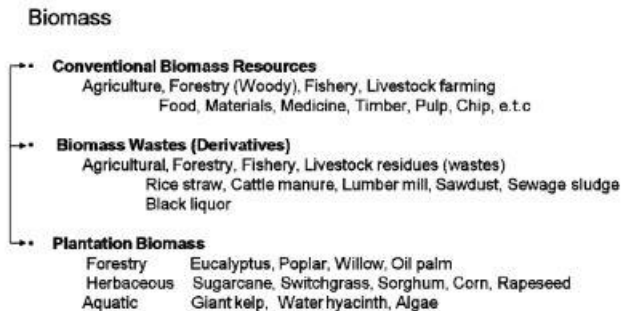 Biomass
Conventional Biomass Resources
Agriculture, Forestry (Woody), Fishery, Livestock farming
Food, Materials, Medicine, Timber, Pulp, Chip, e.t.c
Biomass Wastes (Derivatives)
Agricultural, Forestry, Fishery, Livestock residues (wastes)
Rice straw, Cattle manure, Lumber mill, Sawdust, Sewage sludge
Black liquor
Plantation Biomass
Forestry Eucalyptus, Poplar, Willow, Oil palm
Herbaceous Sugarcane, Switchgrass, Sorghum, Corn, Rapeseed
Aquatic Giant kelp, Water hyacinth, Algae